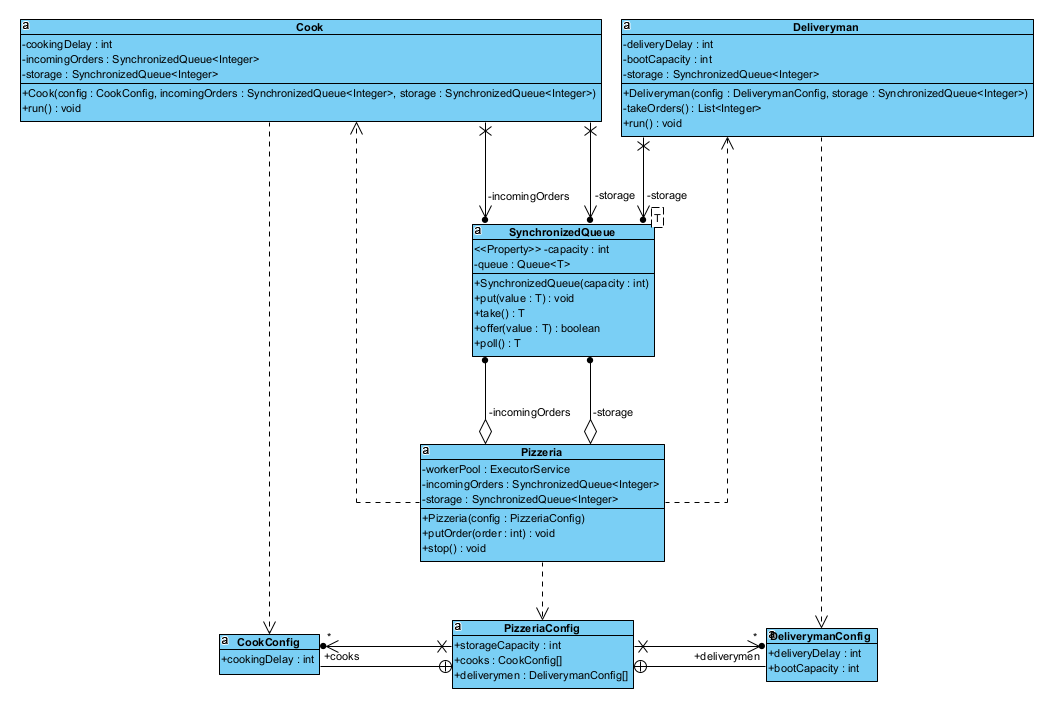 a
Cook
-cookingDelay : int
-incomingOrders : SynchronizedQueue<Integer>
-storage : SynchronizedQueue<Integer>
+Cook(config : CookConfig, incomingOrders : SynchronizedQueue<Integer>, storage : SynchronizedQueue<Integer>)
+run() : void
a
Deliveryman
-deliveryDelay : int
-bootCapacity : int
-storage : SynchronizedQueue<Integer>
+Deliveryman(config : DeliverymanConfig, storage : SynchronizedQueue<Integer>)
-takeOrders() : List<Integer>
+run() : void
-incomingOrders
-storage
-storage
T
a
SynchronizedQueue
<<Property>> -capacity : int
-queue : Queue<T>
+SynchronizedQueue(capacity : int)
+put(value : T) : void
+take() : T
+offer(value : T) : boolean
+poll() : T
-incomingOrders
-storage
a
Pizzeria
-workerPool : ExecutorService
-incomingOrders : SynchronizedQueue<Integer>
-storage : SynchronizedQueue<Integer>
+Pizzeria(config : PizzeriaConfig)
+putOrder(order : int) : void
+stop() : void
a
CookConfig
+cookingDelay : int
*
+cooks
a
PizzeriaConfig
+storageCapacity : int
+cooks : CookConfig[]
+deliverymen : DeliverymanConfig[]
*
+deliverymen
a
DeliverymanConfig
+deliveryDelay : int
+bootCapacity : int